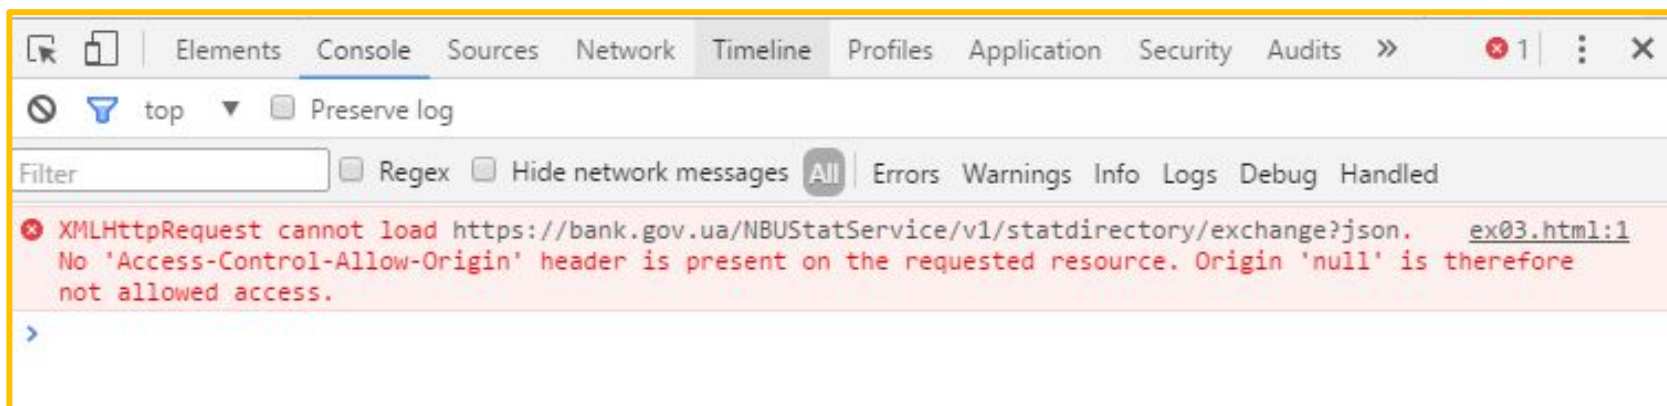 Elements Console Sources Network Timeline Profiles Application Security Audits » 1
top ▼ Preserve log
Filter Regex Hide network messages All Errors Warnings Info Logs Debug Handled
XMLHttpRequest cannot load https://bank.gov.ua/NBUStatService/v1/statdirectory/exchange?json. ex03.html:1
No 'Access-Control-Allow-Origin' header is present on the requested resource. Origin 'null' is therefore
not allowed access.